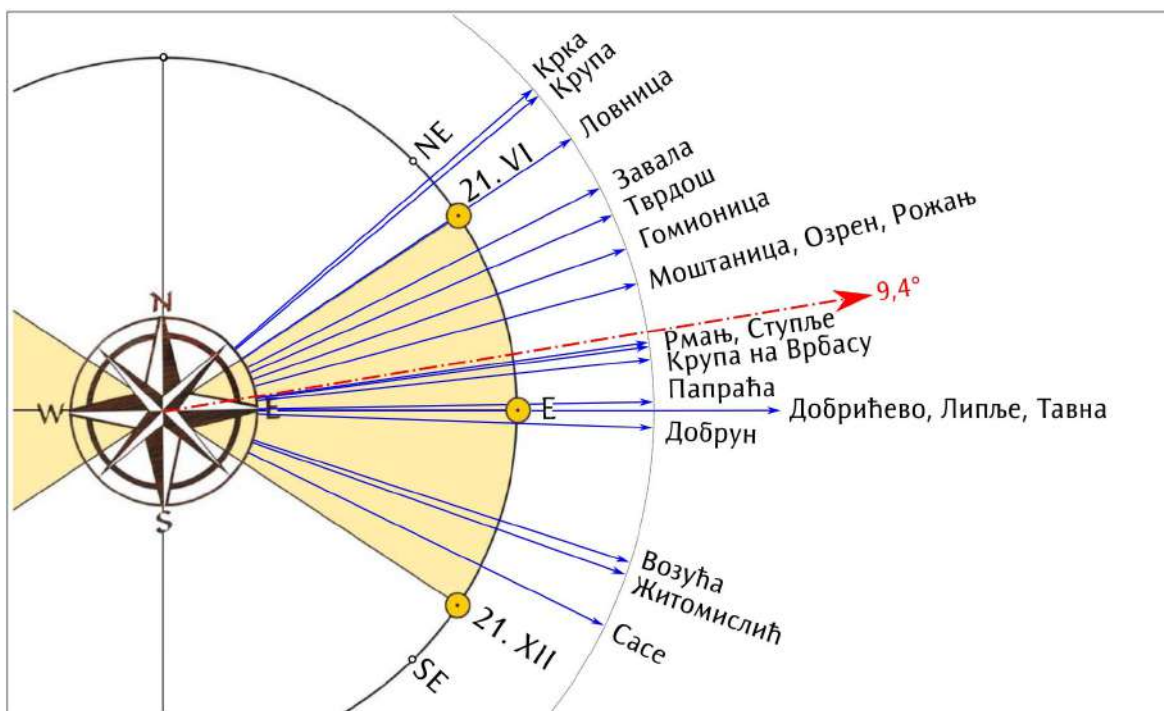 Крка
Крупа
Ловница
NE
21. VI
Завала
Тврдош
Гомионица
Моштаница, Озрен, Рожањ
9,4°
N
Рмањ, Ступље
Крупа на Врбасу
Папраћа
W
E
E
Добрићево, Липље, Тавна
Добрун
S
Возућа
Житомислић
Сасе
21. XII
SE